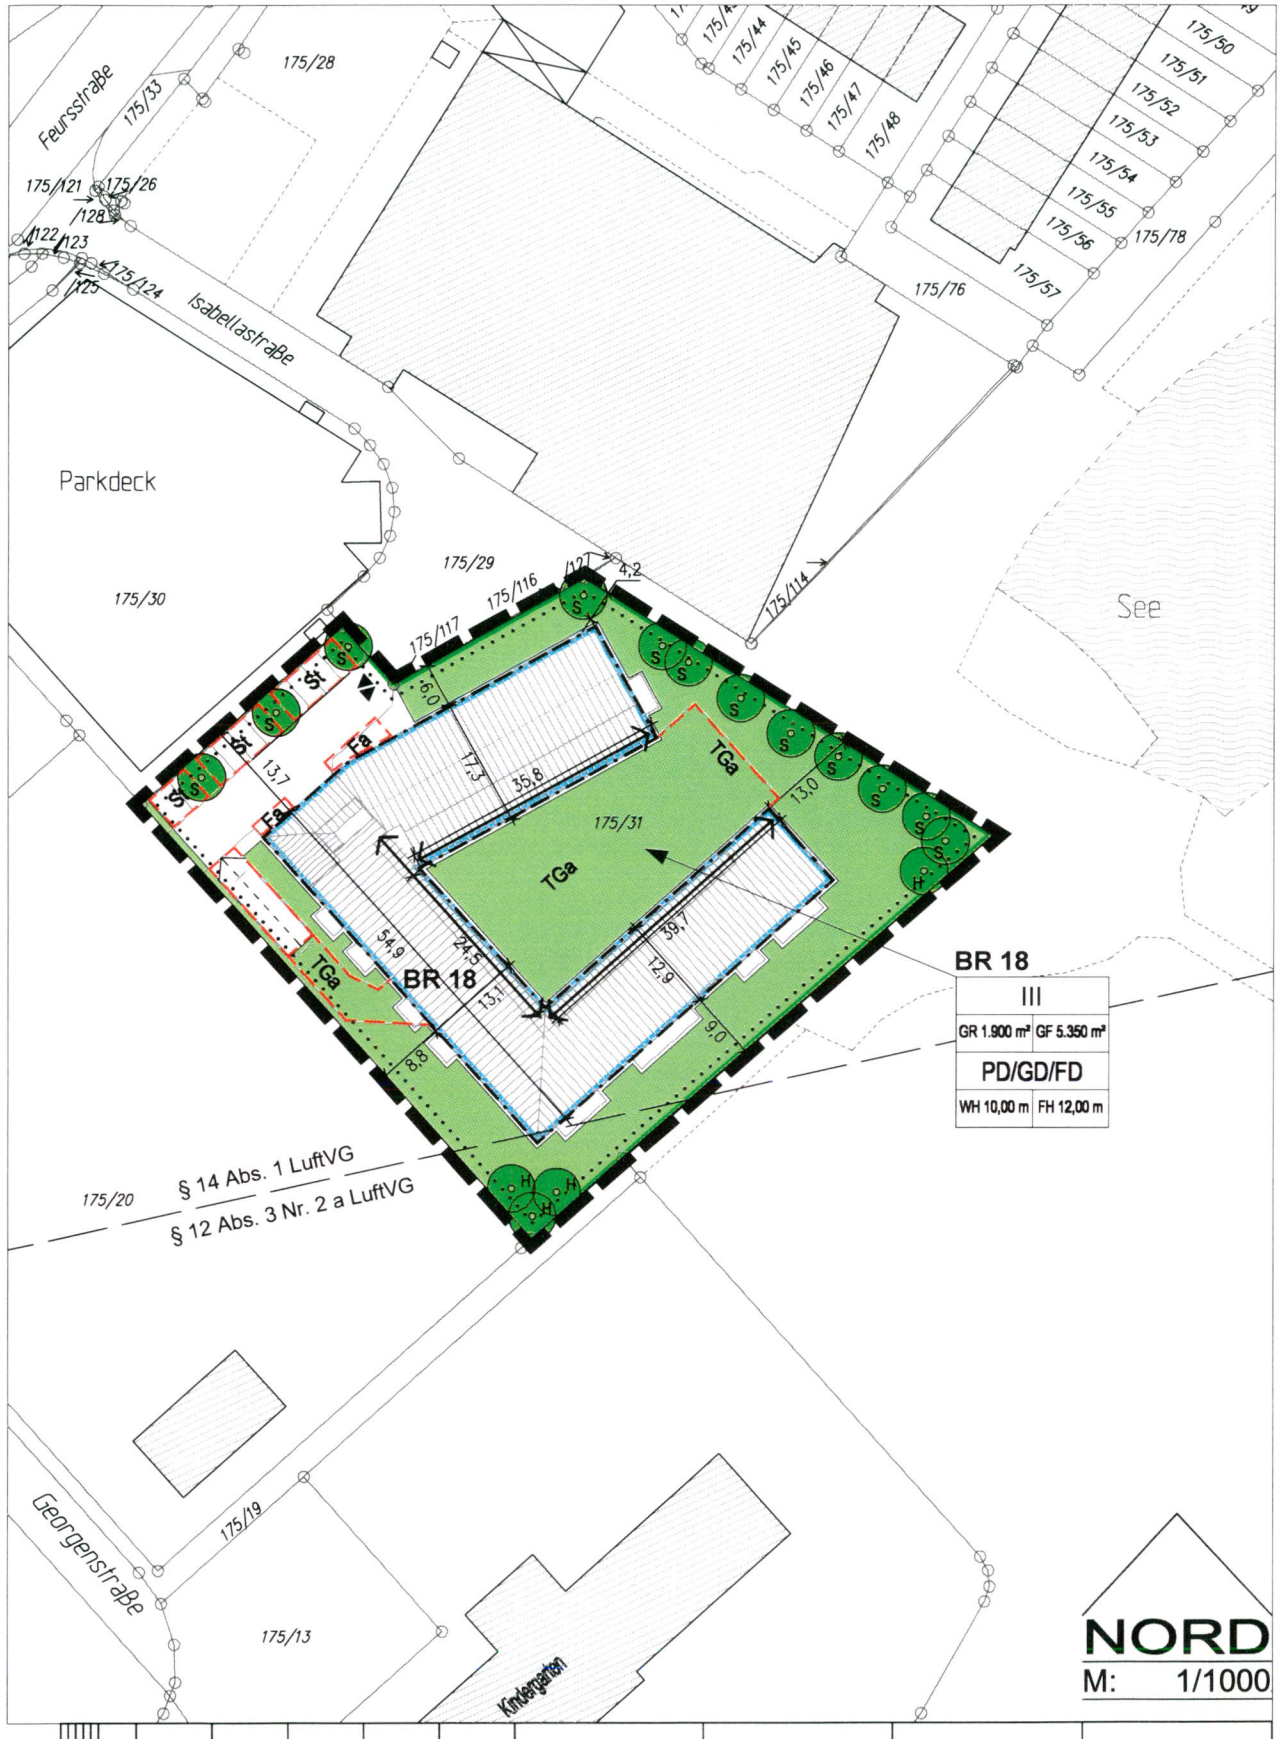 175/28
175/33
Feursstraße
175/44
175/45
175/46
175/47
175/48
175/50
175/51
175/52
175/53
175/54
175/55
175/56
175/57
175/78
175/76
175/121
175/26
/128
/122
/123
175/124
/125
Isabellastraße
Parkdeck
175/30
175/29
175/116
175/117
4,2
175/114
See
S
S
S
S
S
S
S
S
S
S
S
S
H
St
St
St
Fa
Fa
6,0
13,7
17,3
35,8
TGa
13,0
175/31
TGa
TGa
54,9
24,5
BR 18
13,1
39,7
12,9
9,0
8,8
BR 18
III
GR 1.900 m² GF 5.350 m²
PD/GD/FD
WH 10,00 m FH 12,00 m
H
H
H
175/20
§ 14 Abs. 1 LuftVG
§ 12 Abs. 3 Nr. 2 a LuftVG
Georgenstraße
175/19
175/13
Kindergarten
NORD
M: 1/1000